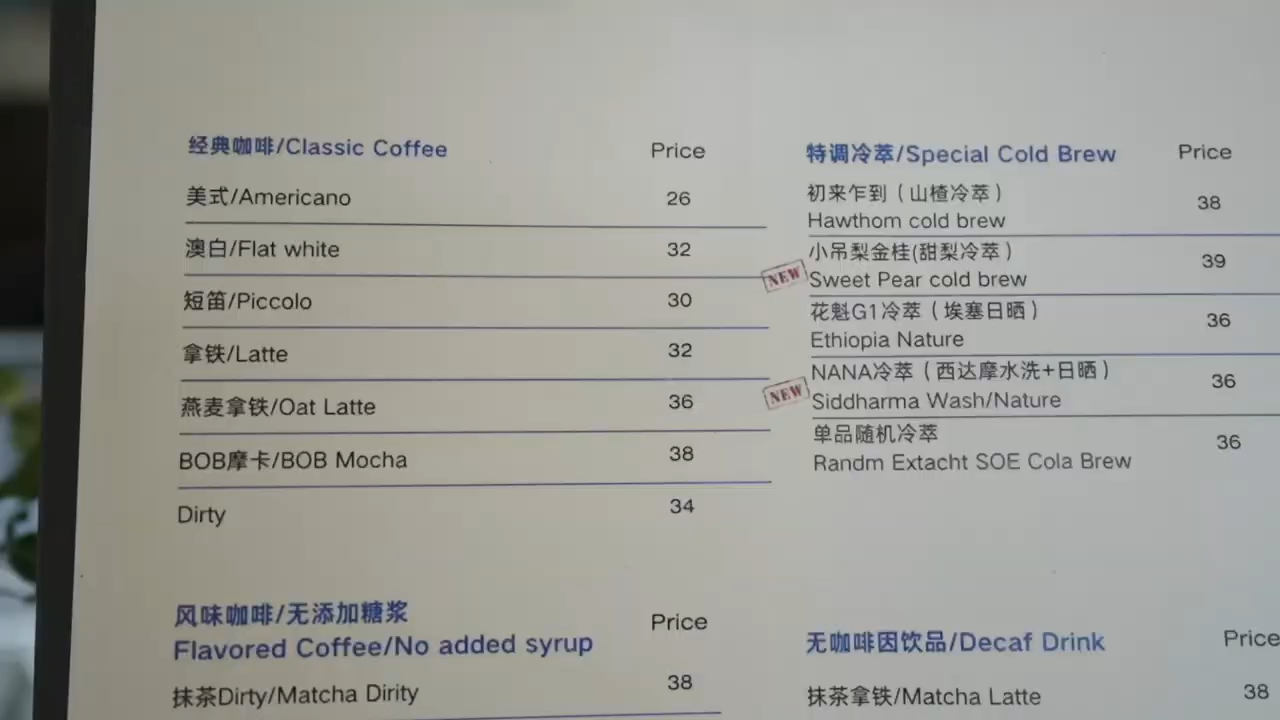 经典咖啡/Classic Coffee Price
美式/Americano 26
澳白/Flat white 32
短笛/Piccolo 30
拿铁/Latte 32
燕麦拿铁/Oat Latte 36
BOB摩卡/BOB Mocha 38
Dirty 34
风味咖啡/无添加糖浆
Flavored Coffee/No added syrup Price
抹茶Dirty/Matcha Dirity 38
特调冷萃/Special Cold Brew Price
初来乍到（山楂冷萃） 38
Hawthom cold brew
小吊梨金桂(甜梨冷萃） 39
NEW Sweet Pear cold brew
花魁G1冷萃（埃塞日晒） 36
Ethiopia Nature
NANA冷萃（西达摩水洗+日晒） 36
NEW Siddharma Wash/Nature
单品随机冷萃 36
Randm Extacht SOE Cola Brew
无咖啡因饮品/Decaf Drink Price
抹茶拿铁/Matcha Latte 38